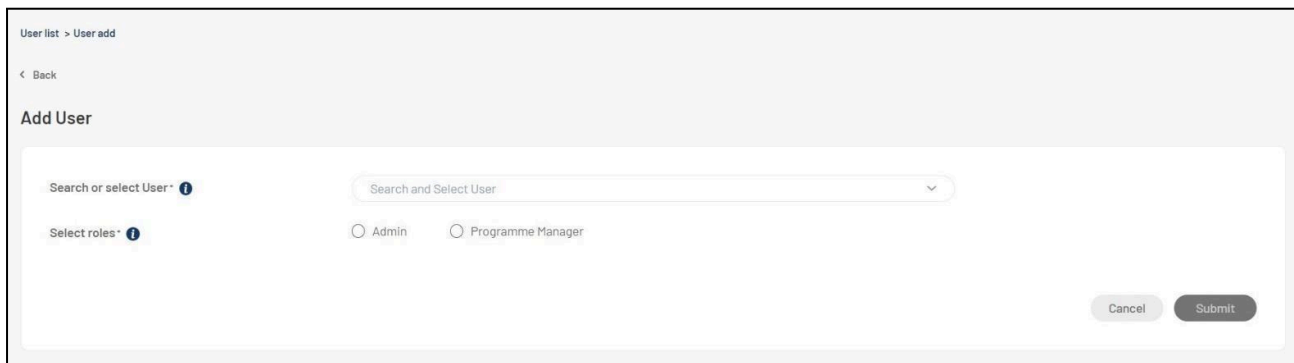 User list > User add
< Back
Add User
Search or select User* i Search and Select User
Select roles* i Admin Programme Manager
Cancel Submit